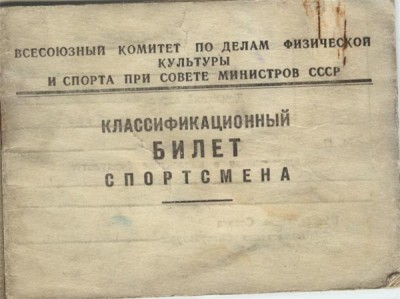 ВСЕСОЮЗНЫЙ КОМИТЕТ ПО ДЕЛАМ ФИЗИЧЕСКОЙ
КУЛЬТУРЫ
И СПОРТА ПРИ СОВЕТЕ МИНИСТРОВ СССР
КЛАССИФИКАЦИОННЫЙ
БИЛЕТ
СПОРТСМЕНА